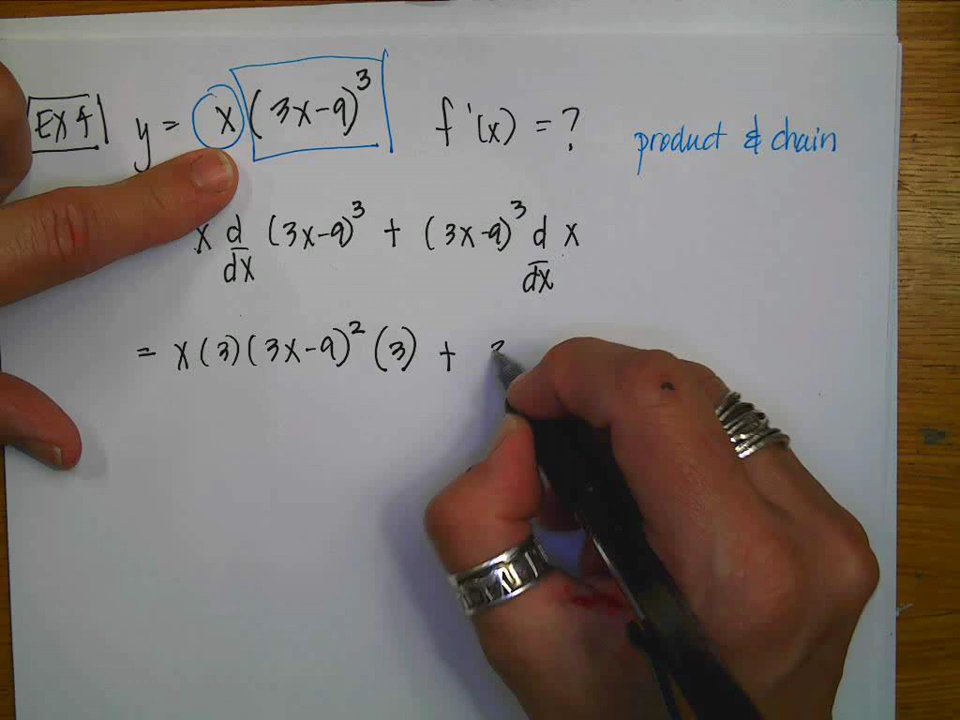 EX 4 y = x (3x-9)³ f'(x) = ? product & chain
x d/dx (3x-9)³ + (3x-9)³ d/dx x
= x (3) (3x-9)² (3) + 3